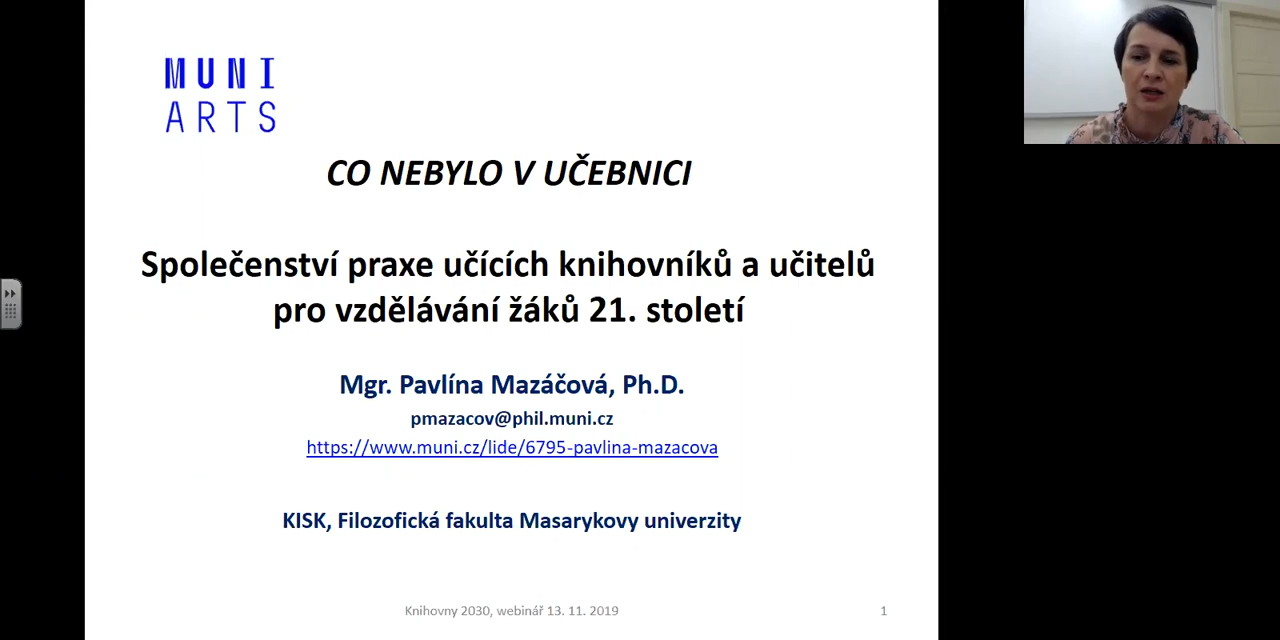 MUNI
ARTS
CO NEBYLO V UČEBNICI
Společenství praxe učících knihovníků a učitelů
pro vzdělávání žáků 21. století
Mgr. Pavlína Mazáčová, Ph.D.
pmazacov@phil.muni.cz
https://www.muni.cz/lide/6795-pavlina-mazacova
KISK, Filozofická fakulta Masarykovy univerzity
Knihovny 2030, webinář 13. 11. 2019
1